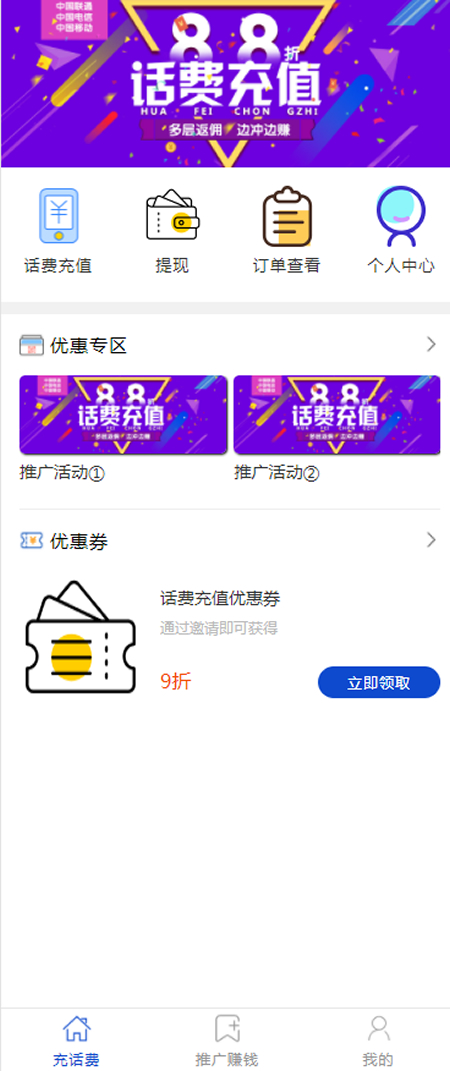 中国联通
中国电信
中国移动
8.8折
话费充值
HUA FEI CHON GZHI
多层返佣 边冲边赚
话费充值
提现
订单查看
个人中心
优惠专区
8.8折
话费充值
8.8折
话费充值
推广活动①
推广活动②
优惠券
话费充值优惠券
通过邀请即可获得
9折
立即领取
充话费
推广赚钱
我的